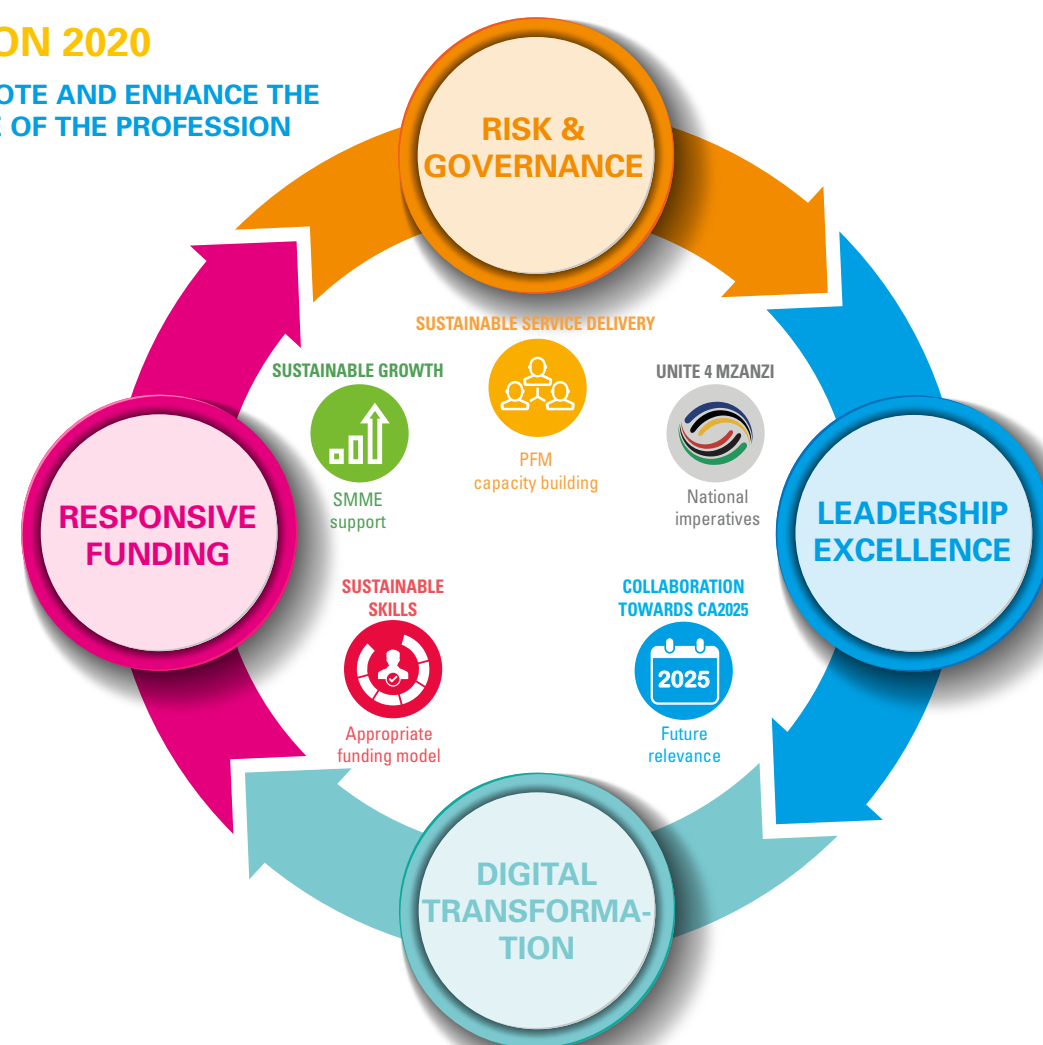 ON 2020
OTE AND ENHANCE THE
E OF THE PROFESSION
RISK &
GOVERNANCE
SUSTAINABLE SERVICE DELIVERY
PFM
capacity building
SUSTAINABLE GROWTH
SMME
support
UNITE 4 MZANZI
National
imperatives
RESPONSIVE
FUNDING
LEADERSHIP
EXCELLENCE
SUSTAINABLE
SKILLS
Appropriate
funding model
COLLABORATION
TOWARDS CA2025
2025
Future
relevance
DIGITAL
TRANSFORMA-
TION